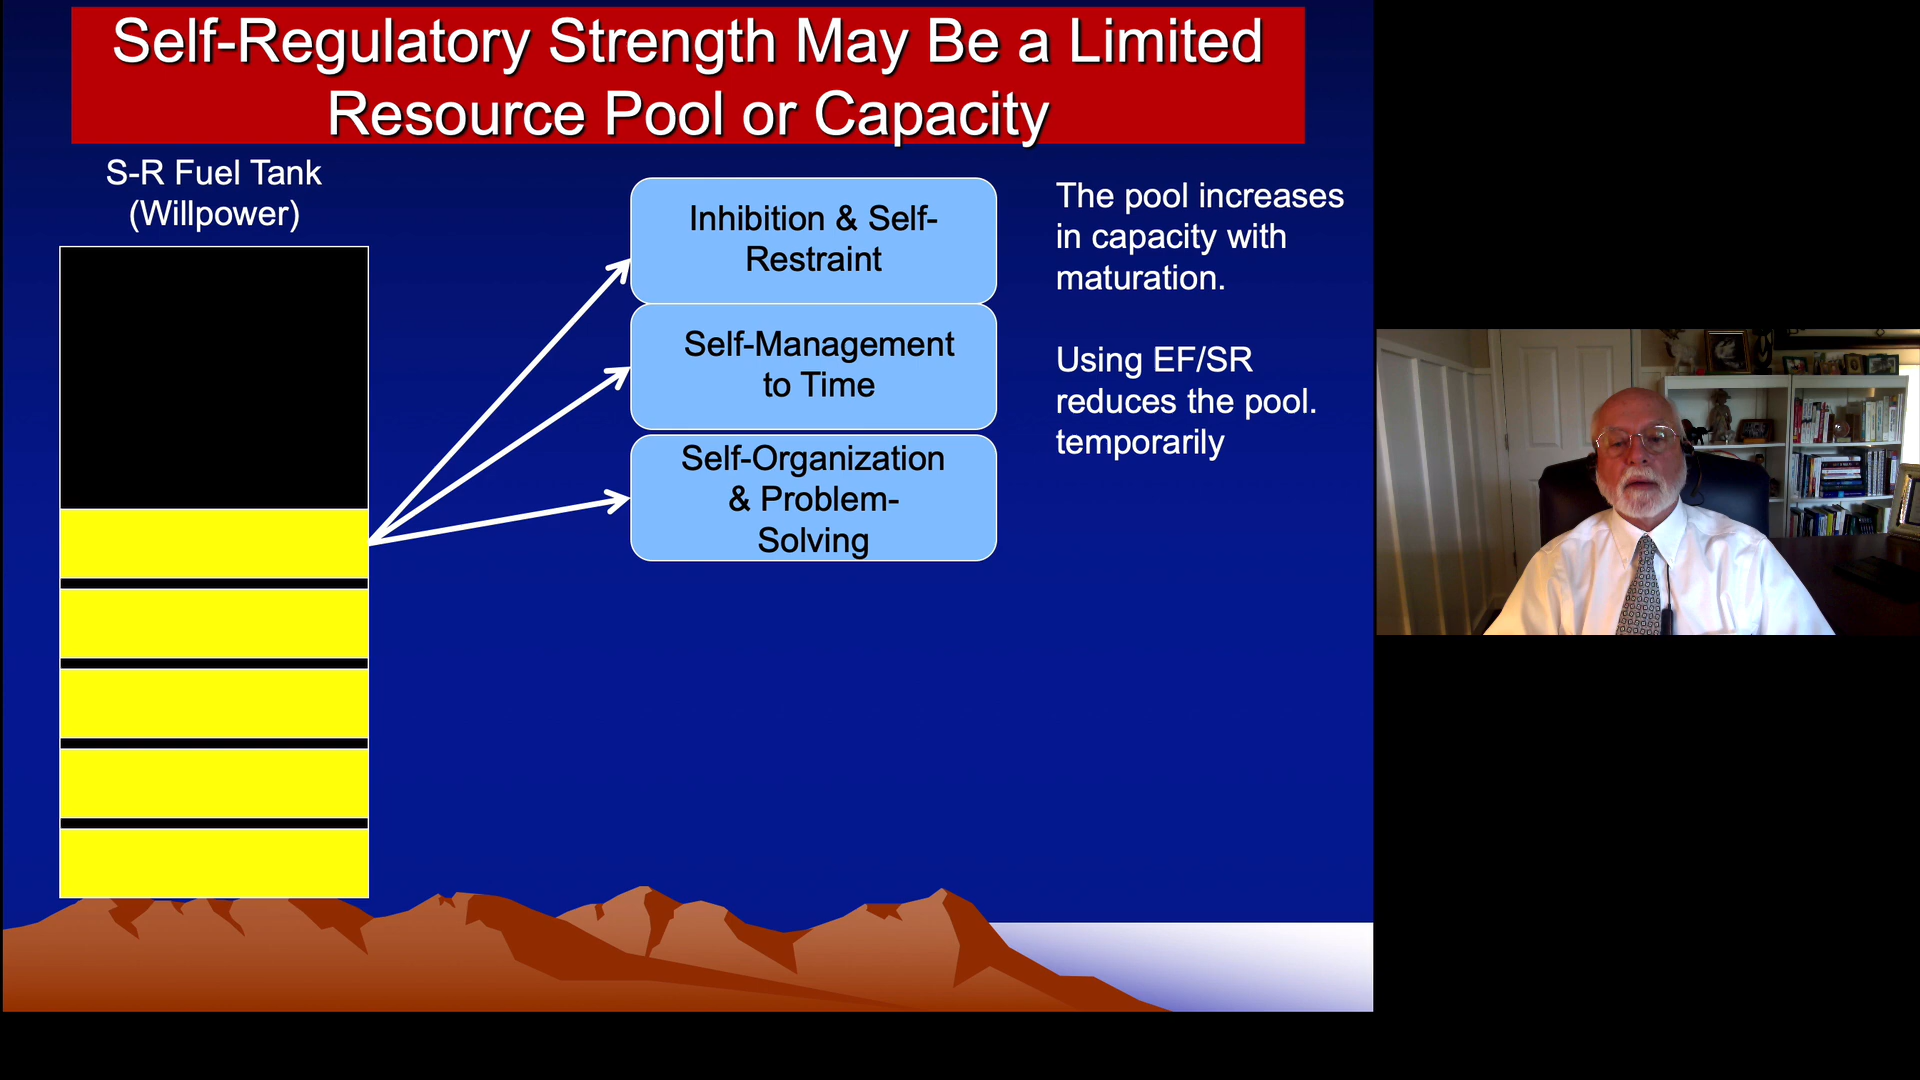 Self-Regulatory Strength May Be a Limited
Resource Pool or Capacity
S-R Fuel Tank
(Willpower)
Inhibition & Self-
Restraint
Self-Management
to Time
Self-Organization
& Problem-
Solving
The pool increases
in capacity with
maturation.
Using EF/SR
reduces the pool.
temporarily